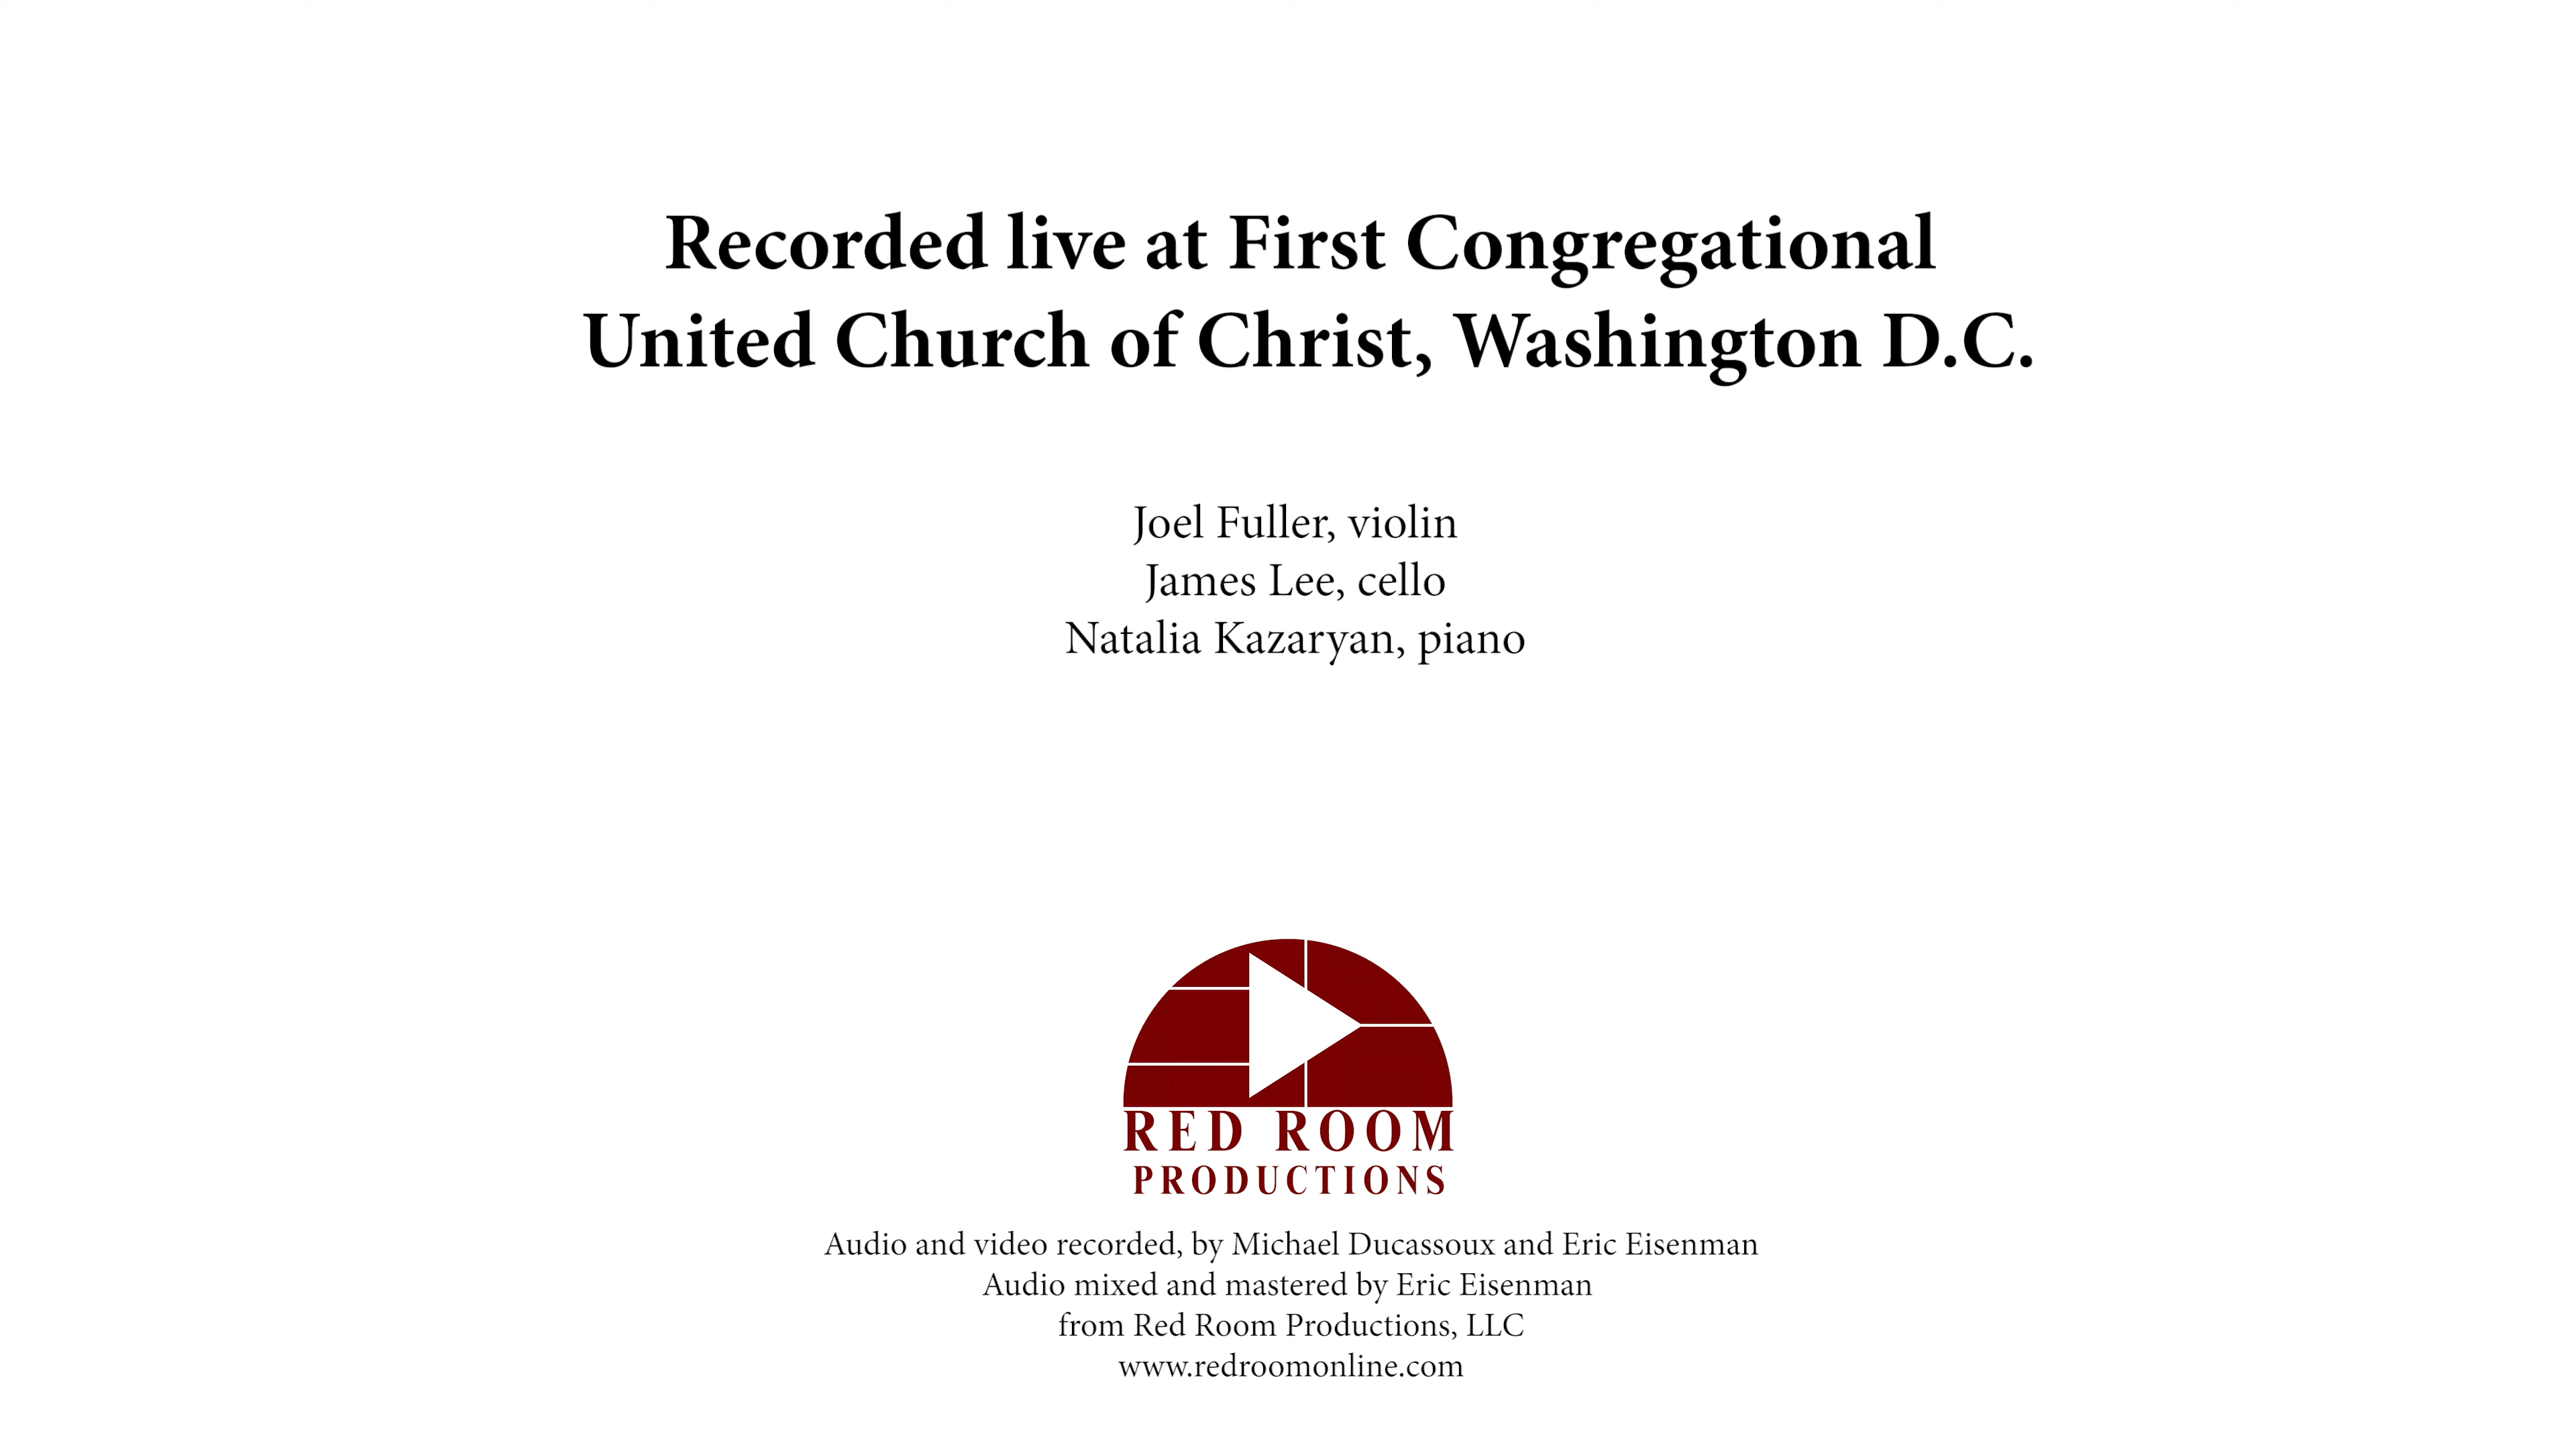 Recorded live at First Congregational
United Church of Christ, Washington D.C.
Joel Fuller, violin
James Lee, cello
Natalia Kazaryan, piano
RED ROOM
PRODUCTIONS
Audio and video recorded, by Michael Ducassoux and Eric Eisenman
Audio mixed and mastered by Eric Eisenman
from Red Room Productions, LLC
www.redroomonline.com